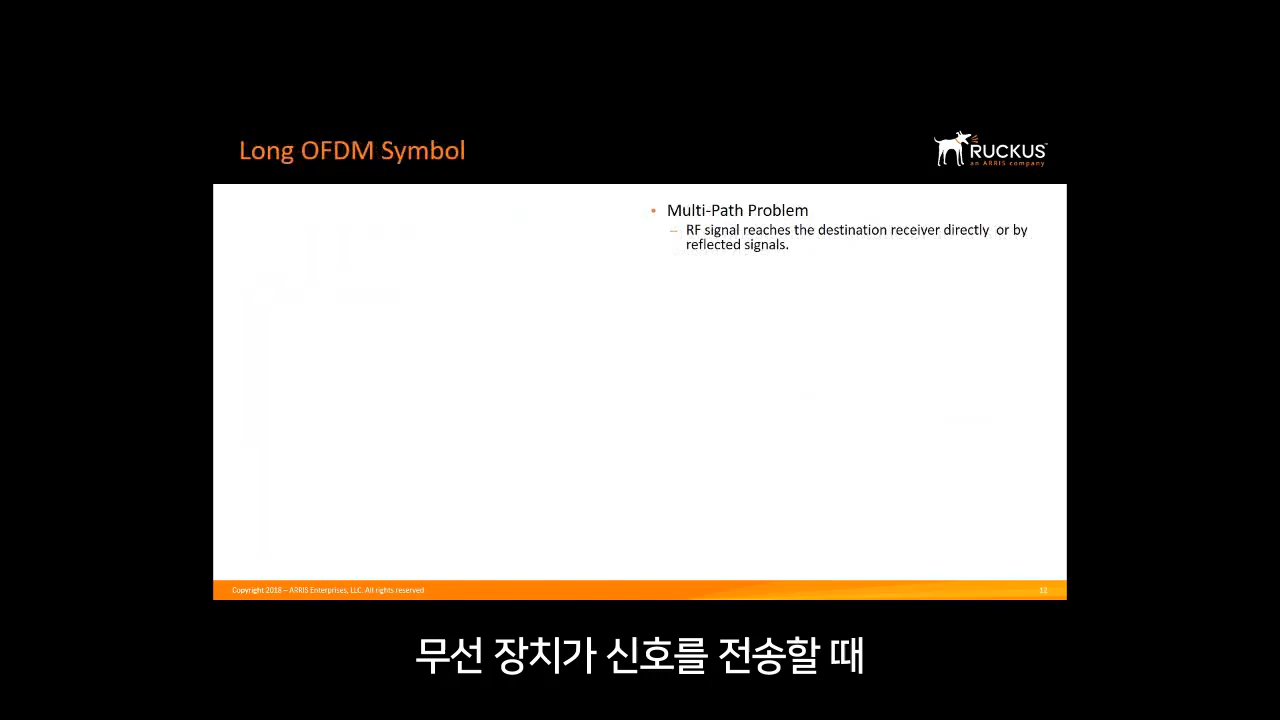 Long OFDM Symbol
RUCKUS™
an ARRIS company
• Multi-Path Problem
– RF signal reaches the destination receiver directly or by
reflected signals.
Copyright 2018 – ARRIS Enterprises, LLC. All rights reserved
12
무선 장치가 신호를 전송할 때